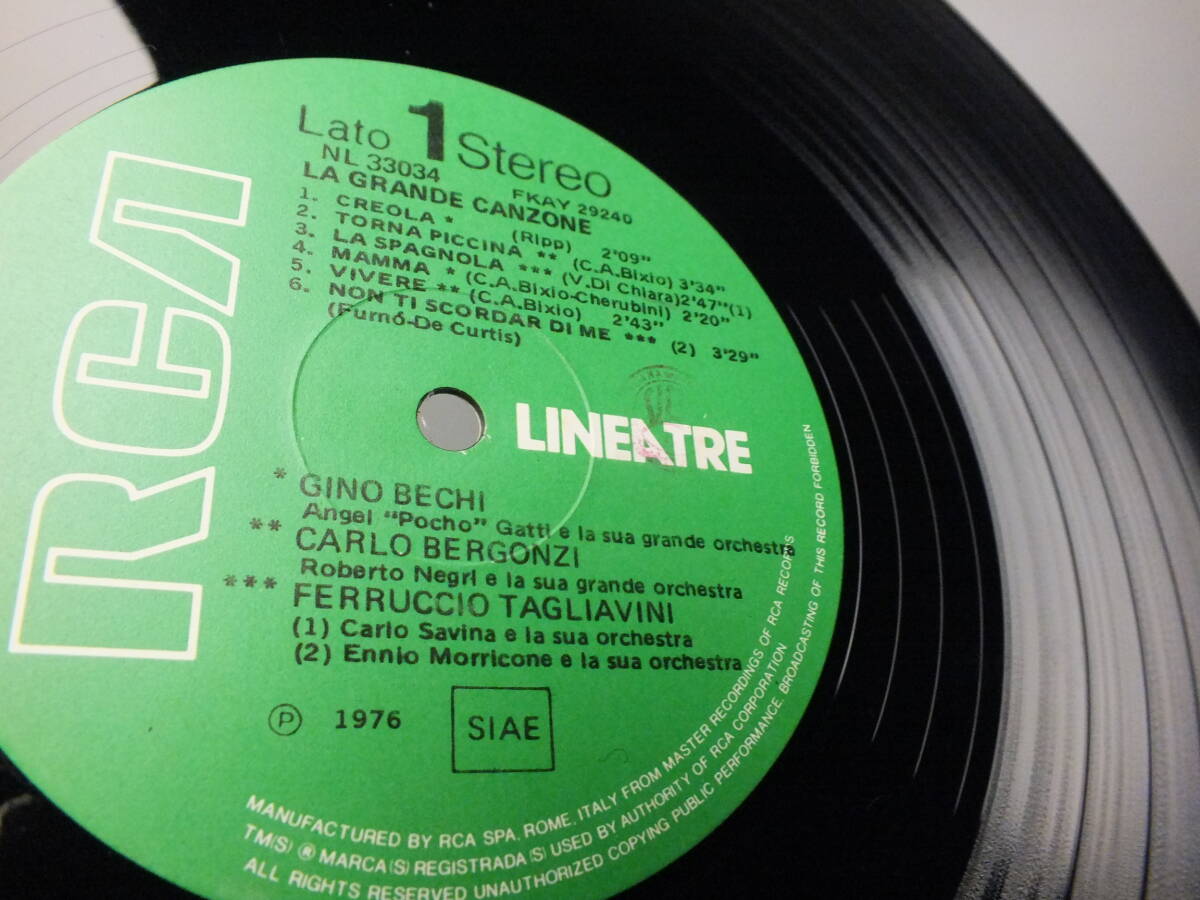 RCA
Lato 1 Stereo
NL 33034 FKAY 29240
LA GRANDE CANZONE
1. CREOLA * (Ripp) 2'09"
2. TORNA PICCINA ** (C.A.Bixio) 3'34"
3. LA SPAGNOLA *** (V.Di Chiara) 2'47" (1)
4. MAMMA * (C.A.Bixio-Cherubini) 2'20"
5. VIVERE ** (C.A.Bixio) 2'43"
6. NON TI SCORDAR DI ME *** (2) 3'29"
(Furnó-De Curtis)
LINEATRE
* GINO BECHI
Angel "Pocho" Gatti e la sua grande orchestra
** CARLO BERGONZI
Roberto Negri e la sua grande orchestra
*** FERRUCCIO TAGLIAVINI
(1) Carlo Savina e la sua orchestra
(2) Ennio Morricone e la sua orchestra
Ⓟ 1976 SIAE
MANUFACTURED BY RCA SPA. ROME. ITALY FROM MASTER RECORDINGS OF RCA RECORDS
TM(S) ® MARCA(S) REGISTRADA(S) USED BY AUTHORITY OF RCA CORPORATION
ALL RIGHTS RESERVED UNAUTHORIZED COPYING PUBLIC PERFORMANCE. BROADCASTING OF THIS RECORD FORBIDDEN